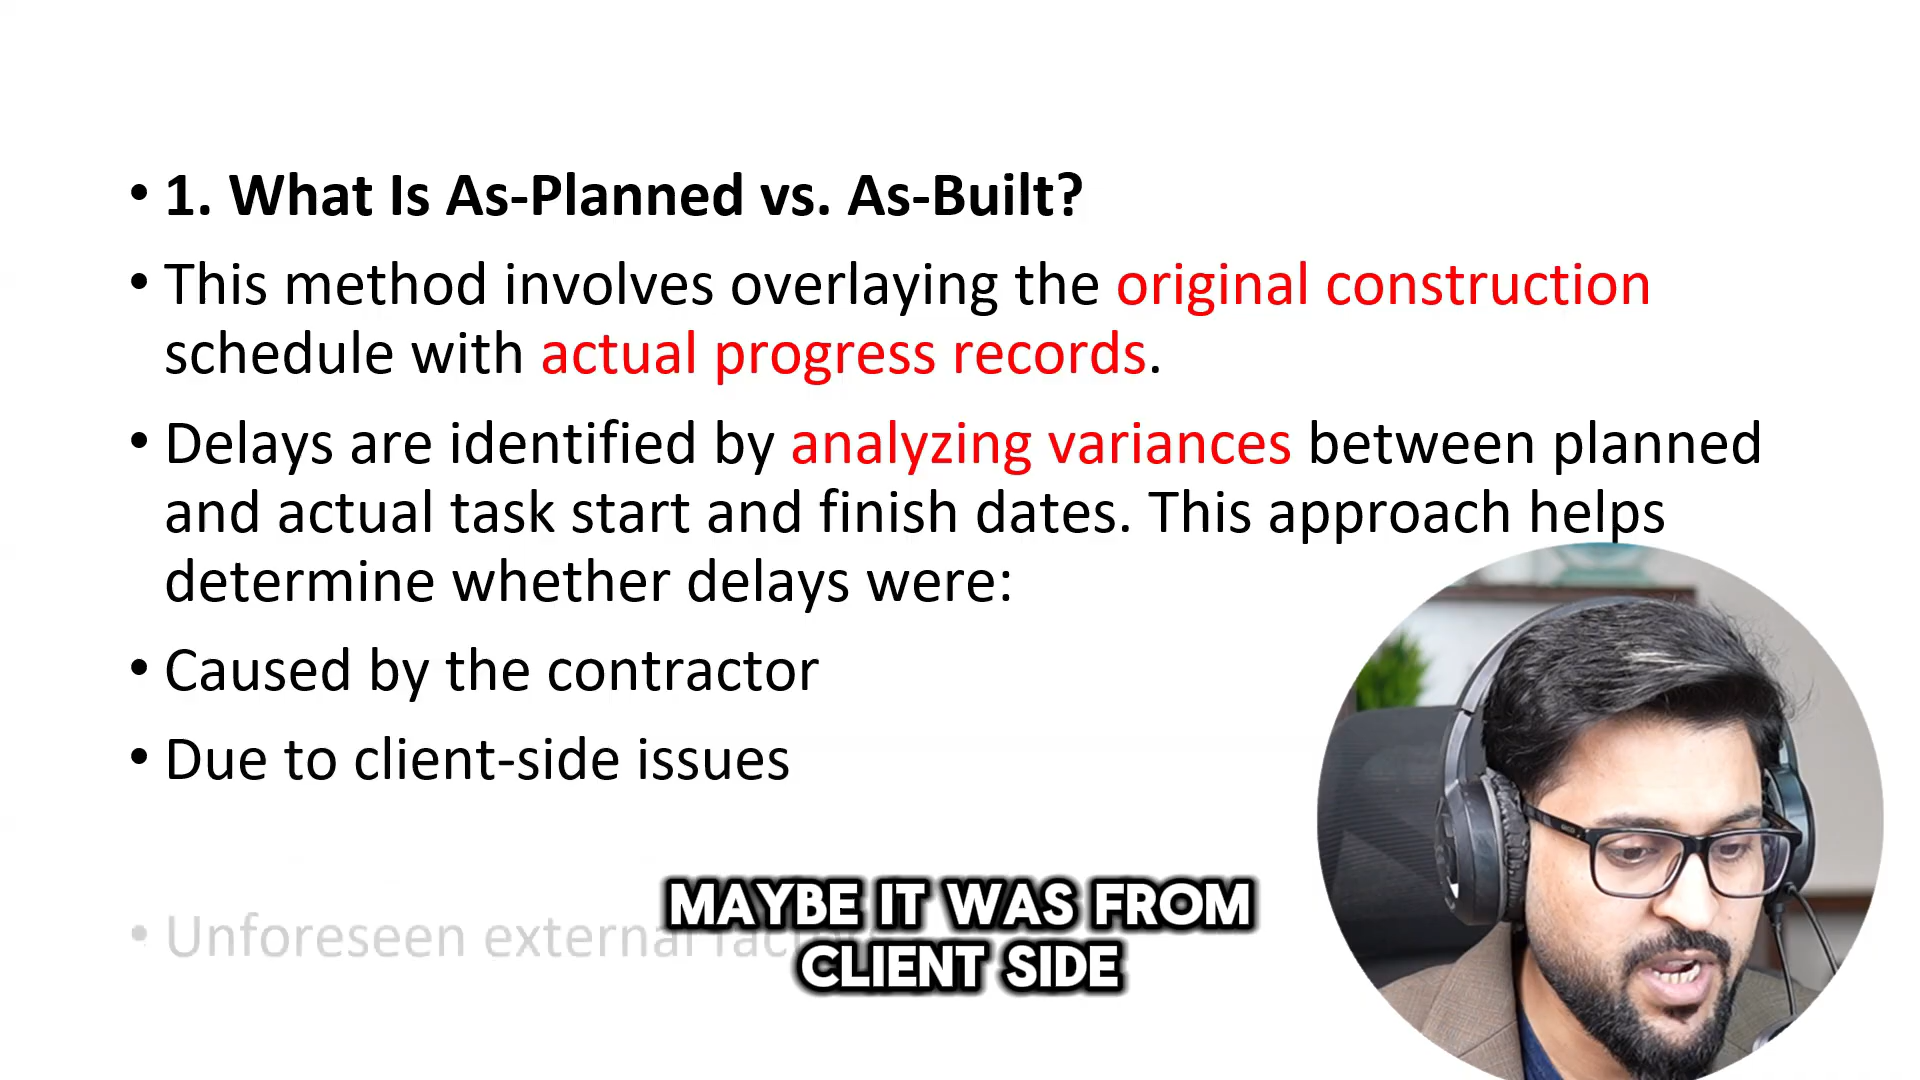 • 1. What Is As-Planned vs. As-Built?
• This method involves overlaying the original construction
schedule with actual progress records.
• Delays are identified by analyzing variances between planned
and actual task start and finish dates. This approach helps
determine whether delays were:
• Caused by the contractor
• Due to client-side issues
• Unforeseen external
MAYBE IT WAS FROM
CLIENT SIDE